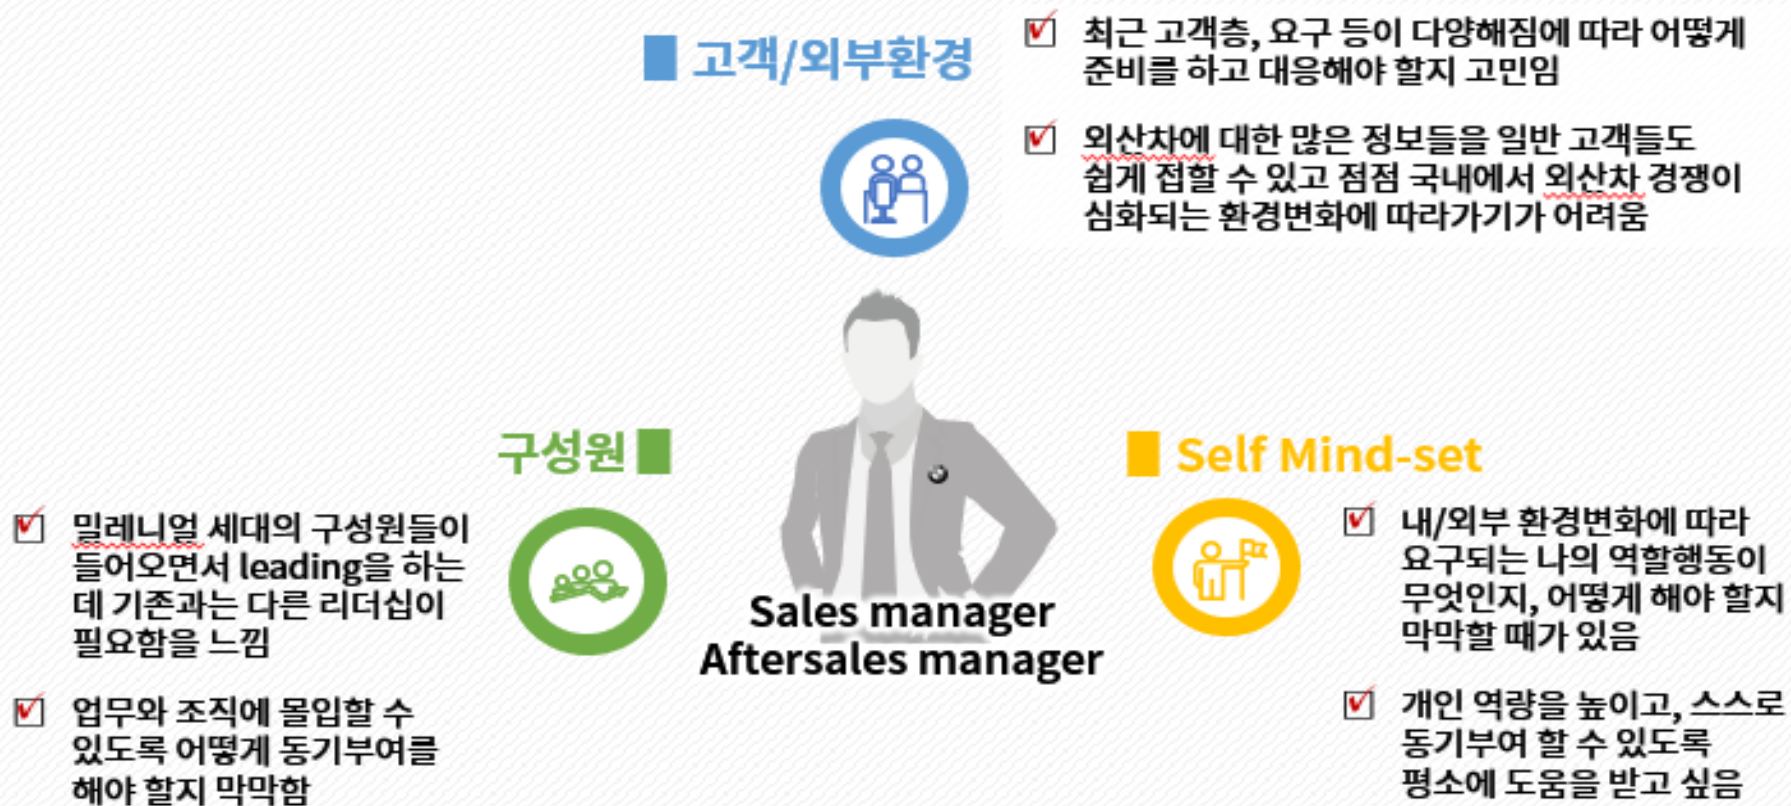 고객/외부환경
최근 고객층, 요구 등이 다양해짐에 따라 어떻게
준비를 하고 대응해야 할지 고민임
외산차에 대한 많은 정보들을 일반 고객들도
쉽게 접할 수 있고 점점 국내에서 외산차 경쟁이
심화되는 환경변화에 따라가기가 어려움
구성원
밀레니얼 세대의 구성원들이
들어오면서 leading을 하는
데 기존과는 다른 리더십이
필요함을 느낌
업무와 조직에 몰입할 수
있도록 어떻게 동기부여를
해야 할지 막막함
Sales manager
Aftersales manager
Self Mind-set
내/외부 환경변화에 따라
요구되는 나의 역할행동이
무엇인지, 어떻게 해야 할지
막막할 때가 있음
개인 역량을 높이고, 스스로
동기부여 할 수 있도록
평소에 도움을 받고 싶음